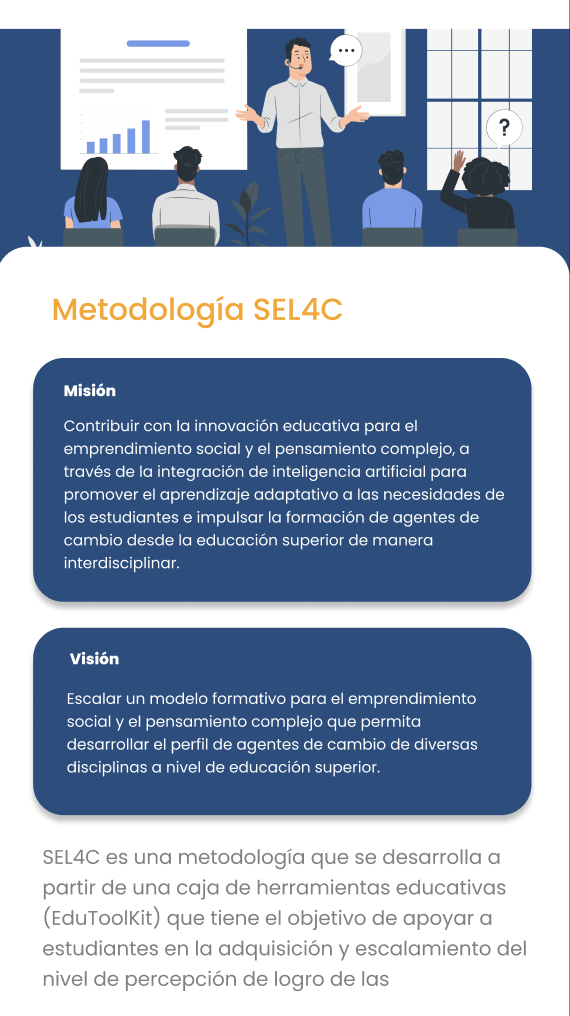 ?
Metodología SEL4C
Misión
Contribuir con la innovación educativa para el
emprendimiento social y el pensamiento complejo, a
través de la integración de inteligencia artificial para
promover el aprendizaje adaptativo a las necesidades de
los estudiantes e impulsar la formación de agentes de
cambio desde la educación superior de manera
interdisciplinar.
Visión
Escalar un modelo formativo para el emprendimiento
social y el pensamiento complejo que permita
desarrollar el perfil de agentes de cambio de diversas
disciplinas a nivel de educación superior.
SEL4C es una metodología que se desarrolla a
partir de una caja de herramientas educativas
(EduToolKit) que tiene el objetivo de apoyar a
estudiantes en la adquisición y escalamiento del
nivel de percepción de logro de las